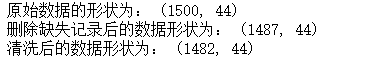 原始数据的形状为： (1500, 44)
删除缺失记录后的数据形状为： (1487, 44)
清洗后的数据形状为： (1482, 44)